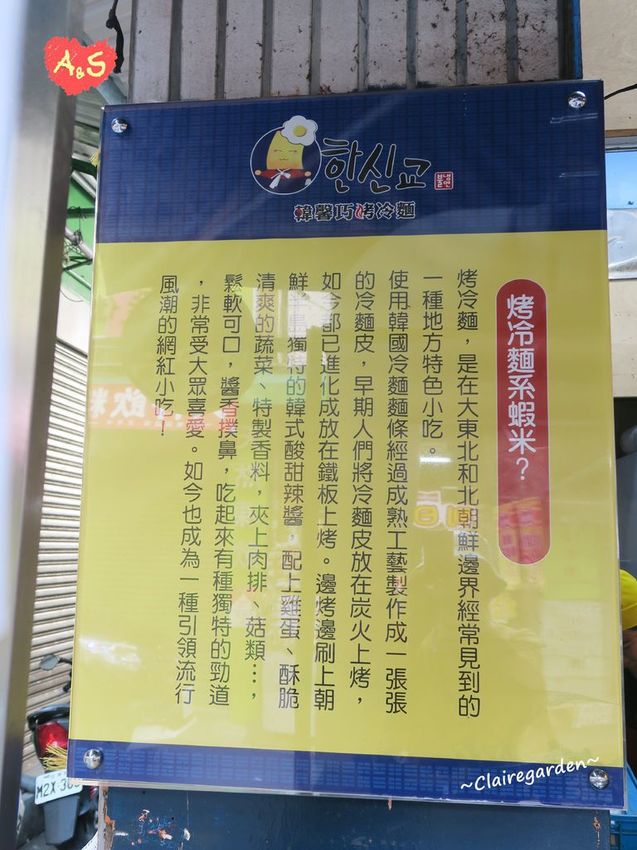 A&S
한신교
韓馨巧烤冷麵
烤冷麵系蝦米？
烤冷麵，是在大東北和北朝鮮邊界經常見到的
一種地方特色小吃。
使用韓國冷麵麵條經過成熟工藝製作成一張張
的冷麵皮，早期人們將冷麵皮放在炭火上烤，
如今都已進化成放在鐵板上烤。邊烤邊刷上朝
鮮半島獨特的韓式酸甜辣醬，配上雞蛋、酥脆
清爽的蔬菜、特製香料，夾上肉排、菇類…，
鬆軟可口，醬香撲鼻，吃起來有種獨特的勁道
，非常受大眾喜愛。如今也成為一種引領流行
風潮的網紅小吃！
~Clairegarden~